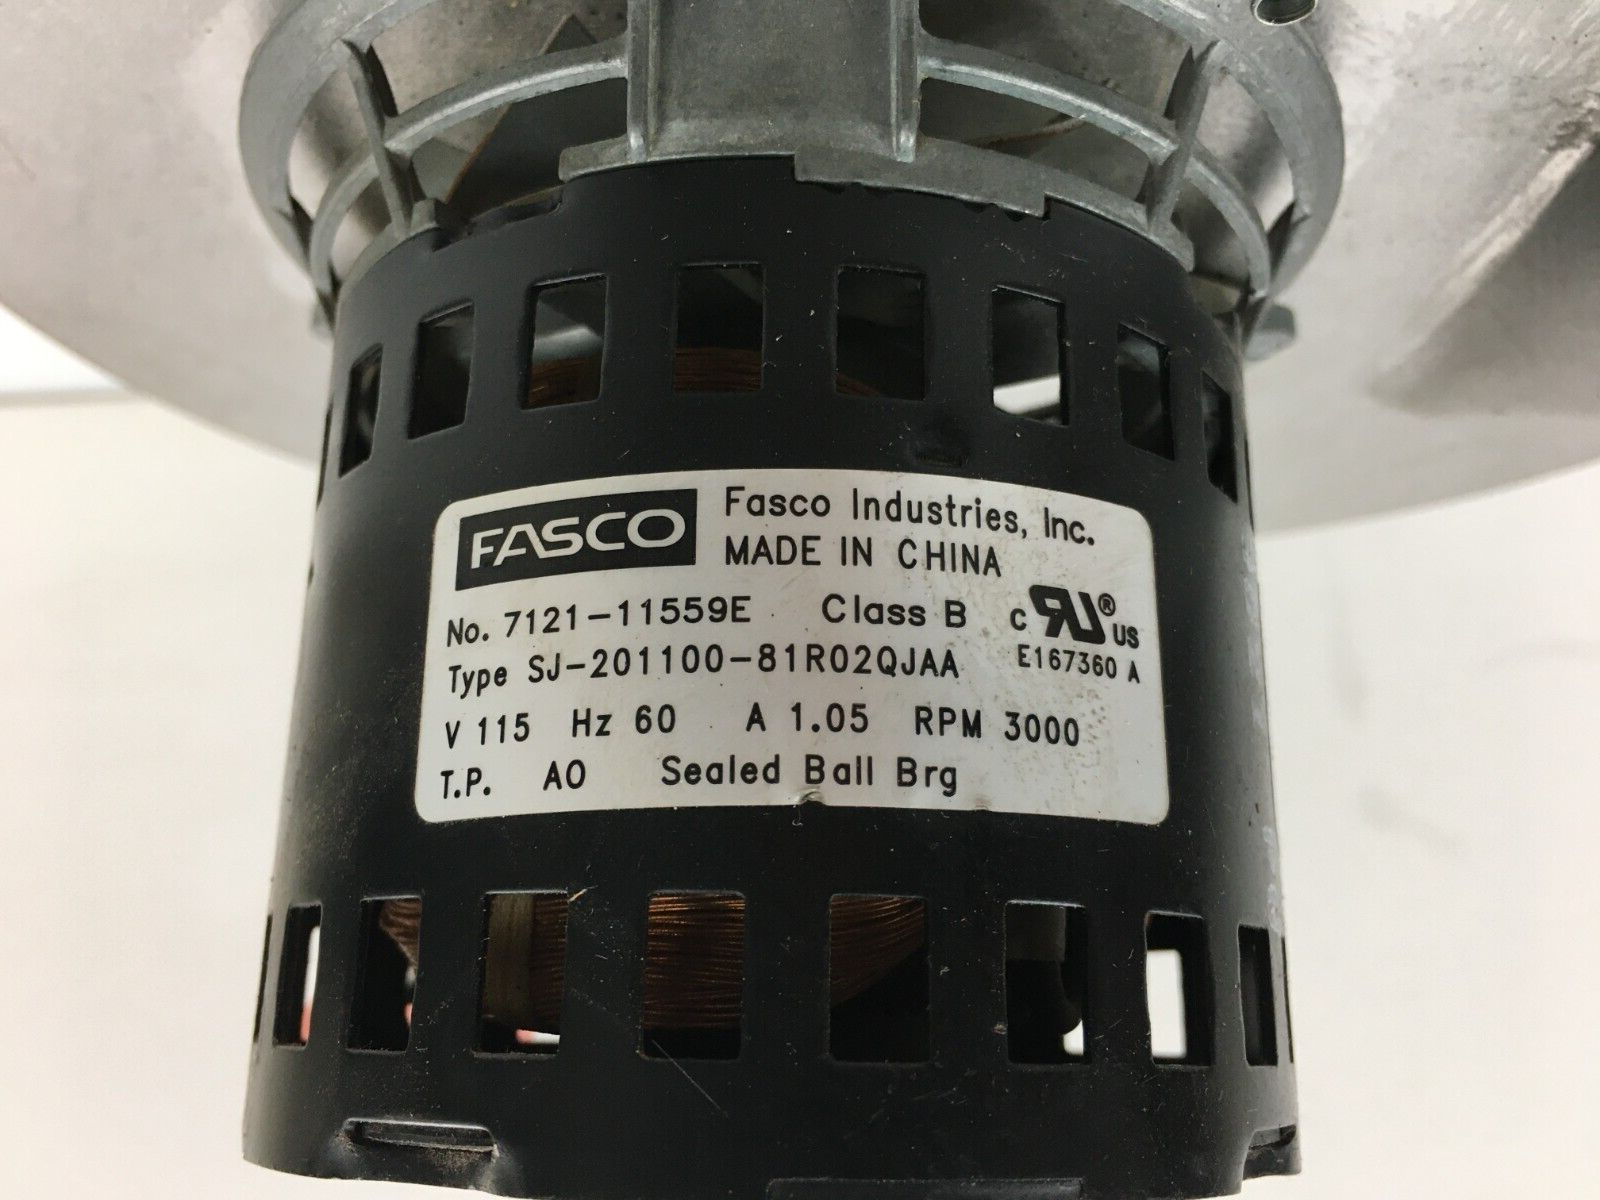 FASCO
Fasco Industries, Inc.
MADE IN CHINA
No. 7121-11559E Class B c RU® US
Type SJ-201100-81R02QJAA E167360 A
V 115 Hz 60 A 1.05 RPM 3000
T.P. AO Sealed Ball Brg